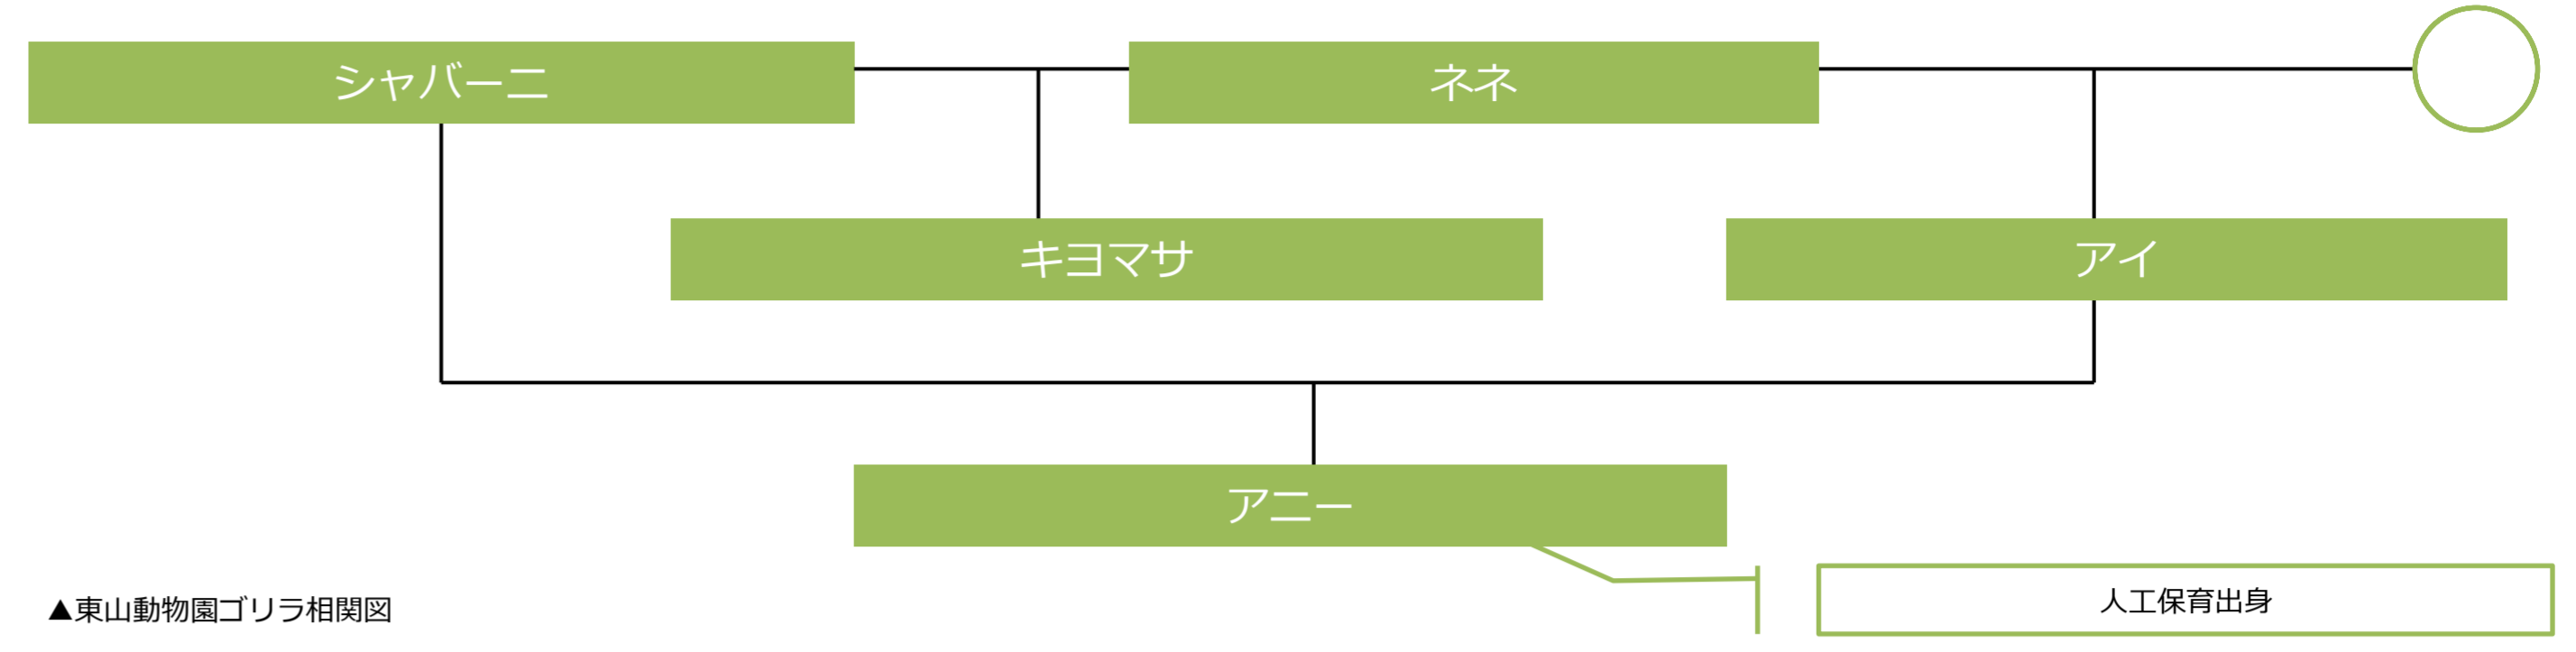 シャバーニ
ネネ
キヨマサ
アイ
アニー
人工保育出身
▲東山動物園ゴリラ相関図